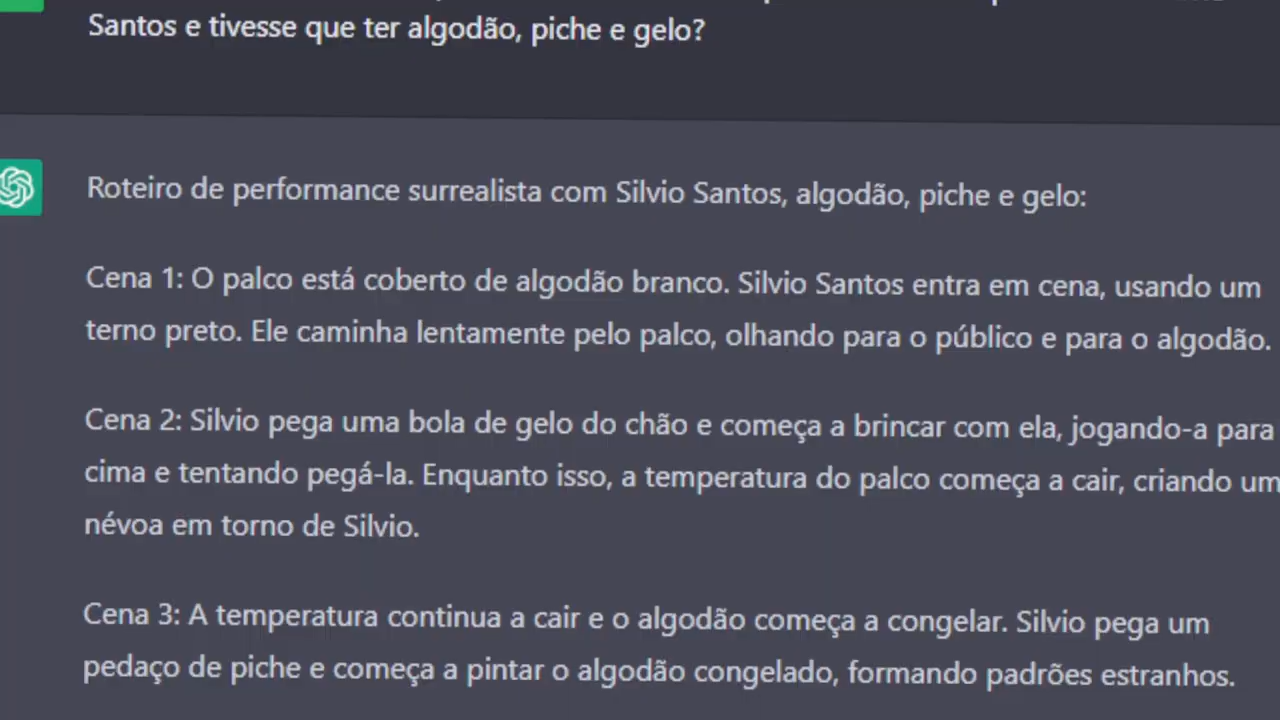 Santos e tivesse que ter algodão, piche e gelo?
Roteiro de performance surrealista com Silvio Santos, algodão, piche e gelo:
Cena 1: O palco está coberto de algodão branco. Silvio Santos entra em cena, usando um
terno preto. Ele caminha lentamente pelo palco, olhando para o público e para o algodão.
Cena 2: Silvio pega uma bola de gelo do chão e começa a brincar com ela, jogando-a para
cima e tentando pegá-la. Enquanto isso, a temperatura do palco começa a cair, criando um
névoa em torno de Silvio.
Cena 3: A temperatura continua a cair e o algodão começa a congelar. Silvio pega um
pedaço de piche e começa a pintar o algodão congelado, formando padrões estranhos.